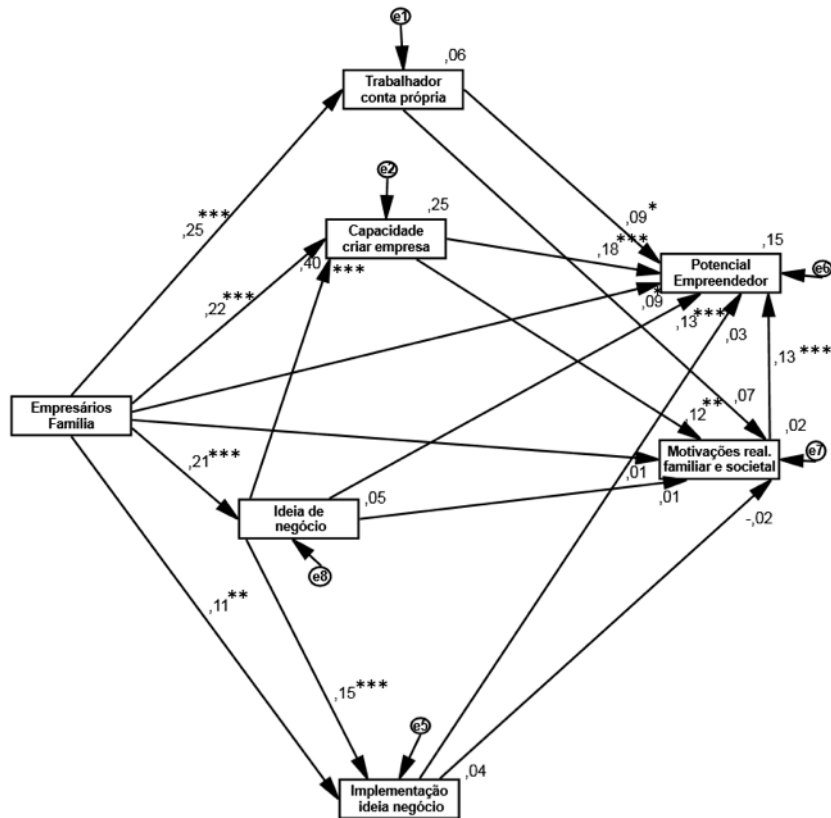 e1
,06
Trabalhador
conta própria
e2
,25
,09*
,25***
Capacidade
criar empresa
,18***
,15
,40***
Potencial
Empreendedor
e6
,22***
,09*
,13***
,03
,13***
,07
Empresários
Família
,12**
,02
,21***
Motivações real.
familiar e societal
e7
,01
,05
,01
Ideia de
negócio
-,02
e8
,11**
,15***
e5
,04
Implementação
ideia negócio